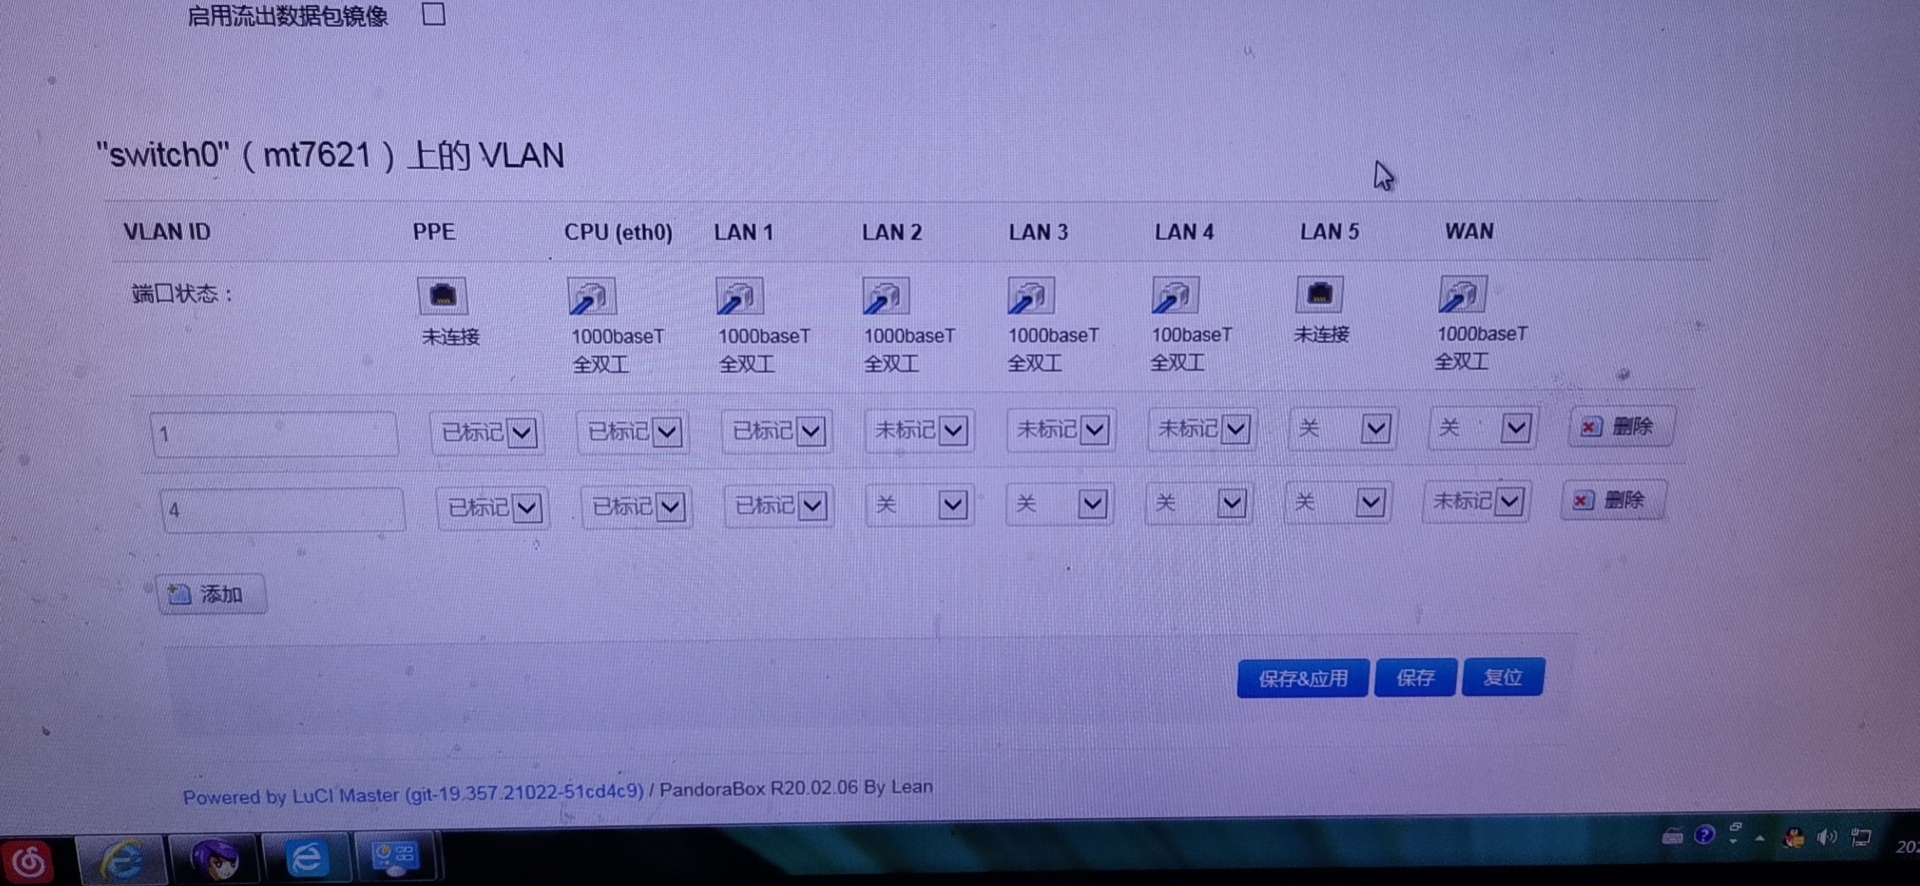 启用流出数据包镜像
"switch0"（mt7621）上的 VLAN
VLAN ID PPE CPU (eth0) LAN 1 LAN 2 LAN 3 LAN 4 LAN 5 WAN
端口状态：
未连接 1000baseT 1000baseT 1000baseT 1000baseT 100baseT 未连接 1000baseT
全双工 全双工 全双工 全双工 全双工 全双工
1 已标记 已标记 已标记 未标记 未标记 未标记 关 关 删除
4 已标记 已标记 已标记 关 关 关 关 未标记 删除
添加
保存&应用 保存 复位
Powered by LuCI Master (git-19.357.21022-51cd4c9) / PandoraBox R20.02.06 By Lean